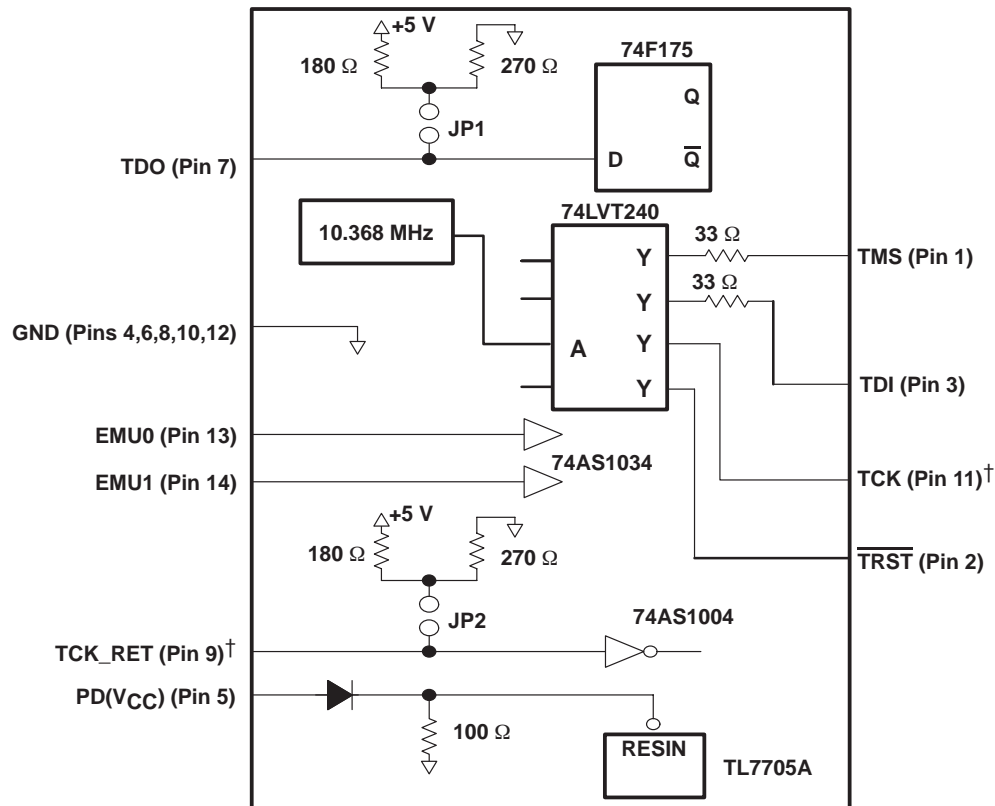 +5 V
180 Ω
270 Ω
JP1
74F175
Q
D
Q̅
TDO (Pin 7)
10.368 MHz
74LVT240
Y
Y
A
Y
Y
33 Ω
33 Ω
TMS (Pin 1)
GND (Pins 4,6,8,10,12)
TDI (Pin 3)
EMU0 (Pin 13)
74AS1034
EMU1 (Pin 14)
TCK (Pin 11)†
+5 V
180 Ω
270 Ω
T̅R̅S̅T̅ (Pin 2)
JP2
74AS1004
TCK_RET (Pin 9)†
PD(VCC) (Pin 5)
100 Ω
RESIN
TL7705A